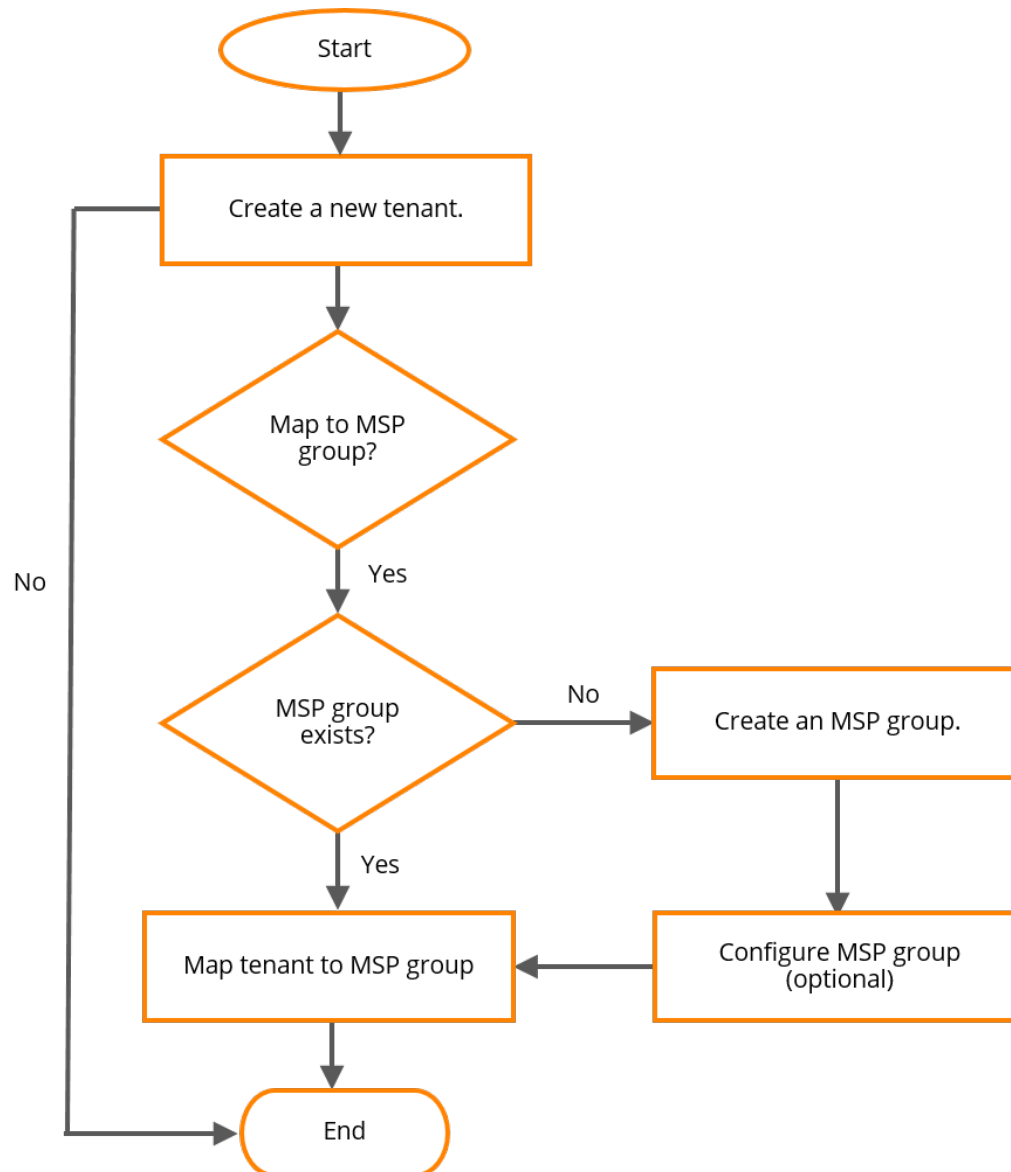 Start
Create a new tenant.
Map to MSP
group?
No
Yes
MSP group
exists?
No
Create an MSP group.
Yes
Map tenant to MSP group
Configure MSP group
(optional)
End